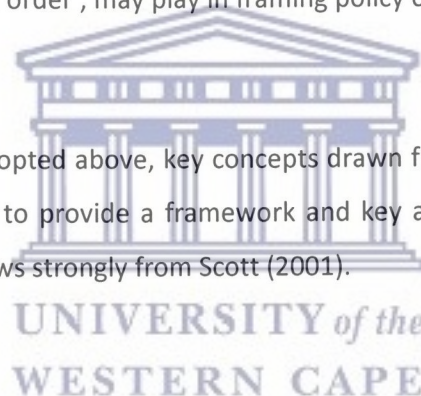 order', may play in framing policy
opted above, key concepts drawn
to provide a framework and key
ws strongly from Scott (2001).
UNIVERSITY of the
WESTERN CAPE